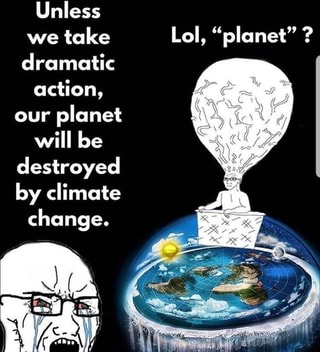 Unless
we take
dramatic
action,
our planet
will be
destroyed
by climate
change.
Lol, “planet” ?